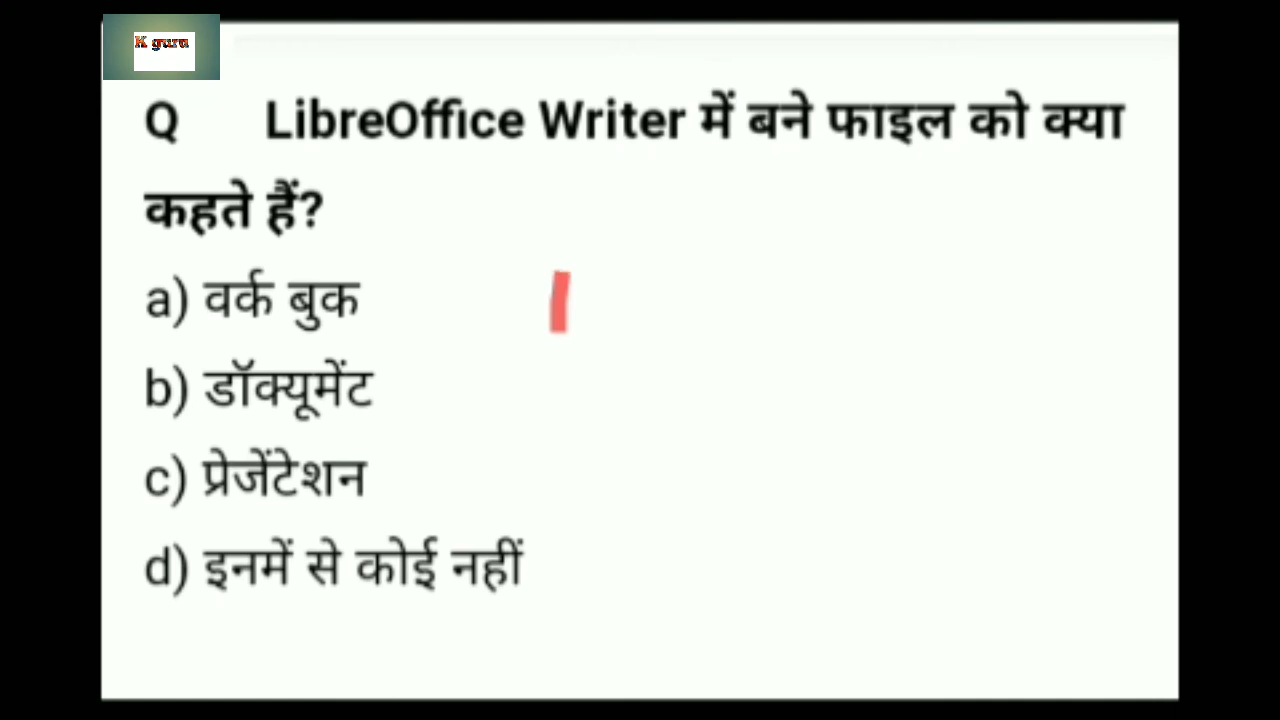 K guru
Q LibreOffice Writer में बने फाइल को क्या
कहते हैं?
a) वर्क बुक
b) डॉक्यूमेंट
c) प्रेजेंटेशन
d) इनमें से कोई नहीं